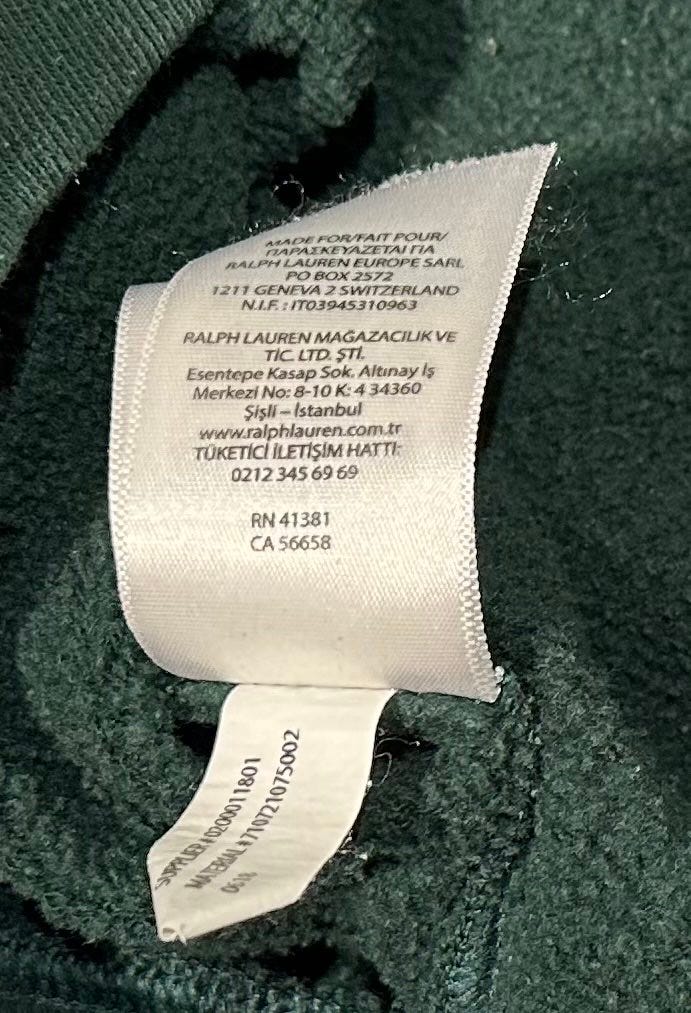 MADE FOR/FAIT POUR/
ΠΑΡΑΣΚΕΥΑΖΕΤΑΙ ΓΙΑ
RALPH LAUREN EUROPE SARL
PO BOX 2572
1211 GENEVA 2 SWITZERLAND
N.I.F. : IT03945310963
RALPH LAUREN MAĞAZACILIK VE
TİC. LTD. ŞTİ.
Esentepe Kasap Sok. Altınay İş
Merkezi No: 8-10 K: 4 34360
Şişli – İstanbul
www.ralphlauren.com.tr
TÜKETİCİ İLETİŞİM HATTI:
0212 345 69 69
RN 41381
CA 56658
SUPPLIER #0200011801
MATERIAL #710721075002
0618